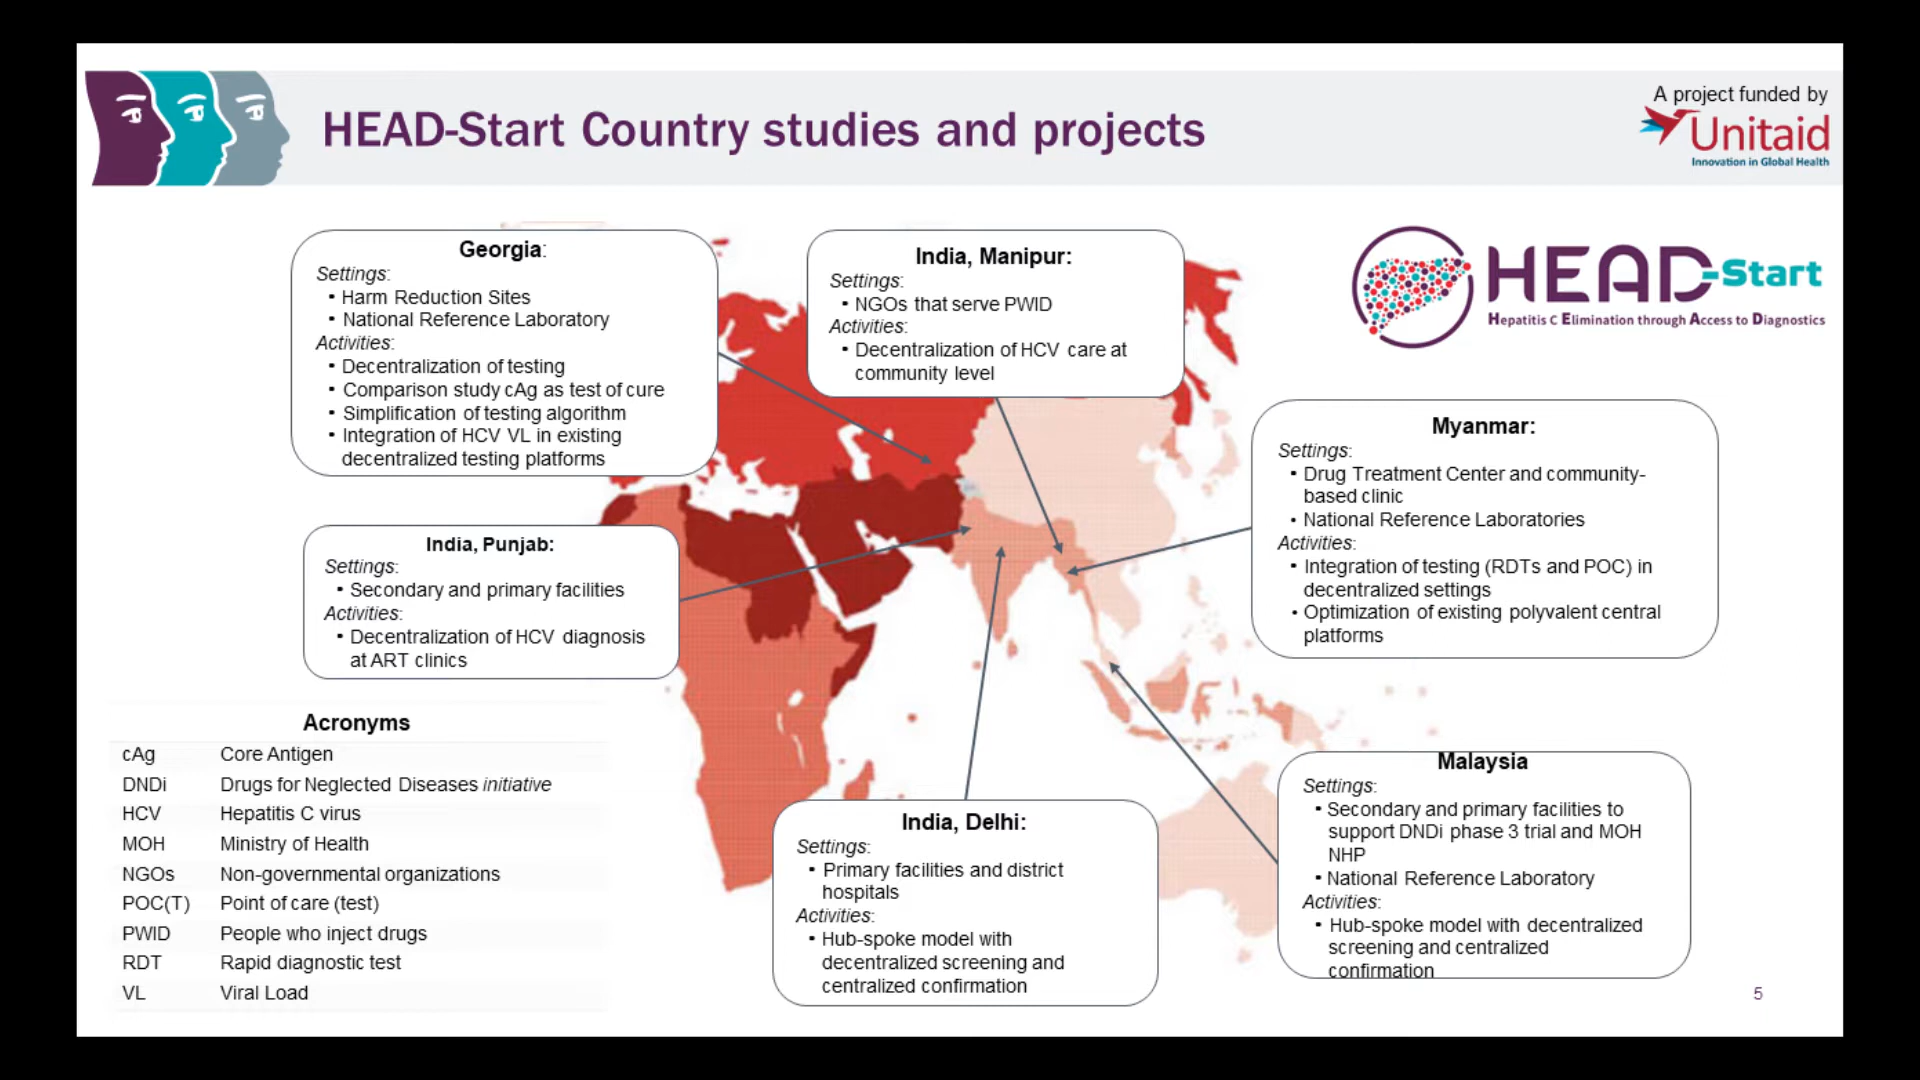 HEAD-Start Country studies and projects
A project funded by
Unitaid
Innovation in Global Health
HEAD-Start
Hepatitis C Elimination through Access to Diagnostics
Georgia:
Settings:
▪ Harm Reduction Sites
▪ National Reference Laboratory
Activities:
▪ Decentralization of testing
▪ Comparison study cAg as test of cure
▪ Simplification of testing algorithm
▪ Integration of HCV VL in existing
decentralized testing platforms
India, Manipur:
Settings:
▪ NGOs that serve PWID
Activities:
▪ Decentralization of HCV care at
community level
Myanmar:
Settings:
▪ Drug Treatment Center and community-
based clinic
▪ National Reference Laboratories
Activities:
▪ Integration of testing (RDTs and POC) in
decentralized settings
▪ Optimization of existing polyvalent central
platforms
India, Punjab:
Settings:
▪ Secondary and primary facilities
Activities:
▪ Decentralization of HCV diagnosis
at ART clinics
Acronyms
cAg Core Antigen
DNDi Drugs for Neglected Diseases initiative
HCV Hepatitis C virus
MOH Ministry of Health
NGOs Non-governmental organizations
POC(T) Point of care (test)
PWID People who inject drugs
RDT Rapid diagnostic test
VL Viral Load
India, Delhi:
Settings:
▪ Primary facilities and district
hospitals
Activities:
▪ Hub-spoke model with
decentralized screening and
centralized confirmation
Malaysia
Settings:
▪ Secondary and primary facilities to
support DNDi phase 3 trial and MOH
NHP
▪ National Reference Laboratory
Activities:
▪ Hub-spoke model with decentralized
screening and centralized
confirmation
5